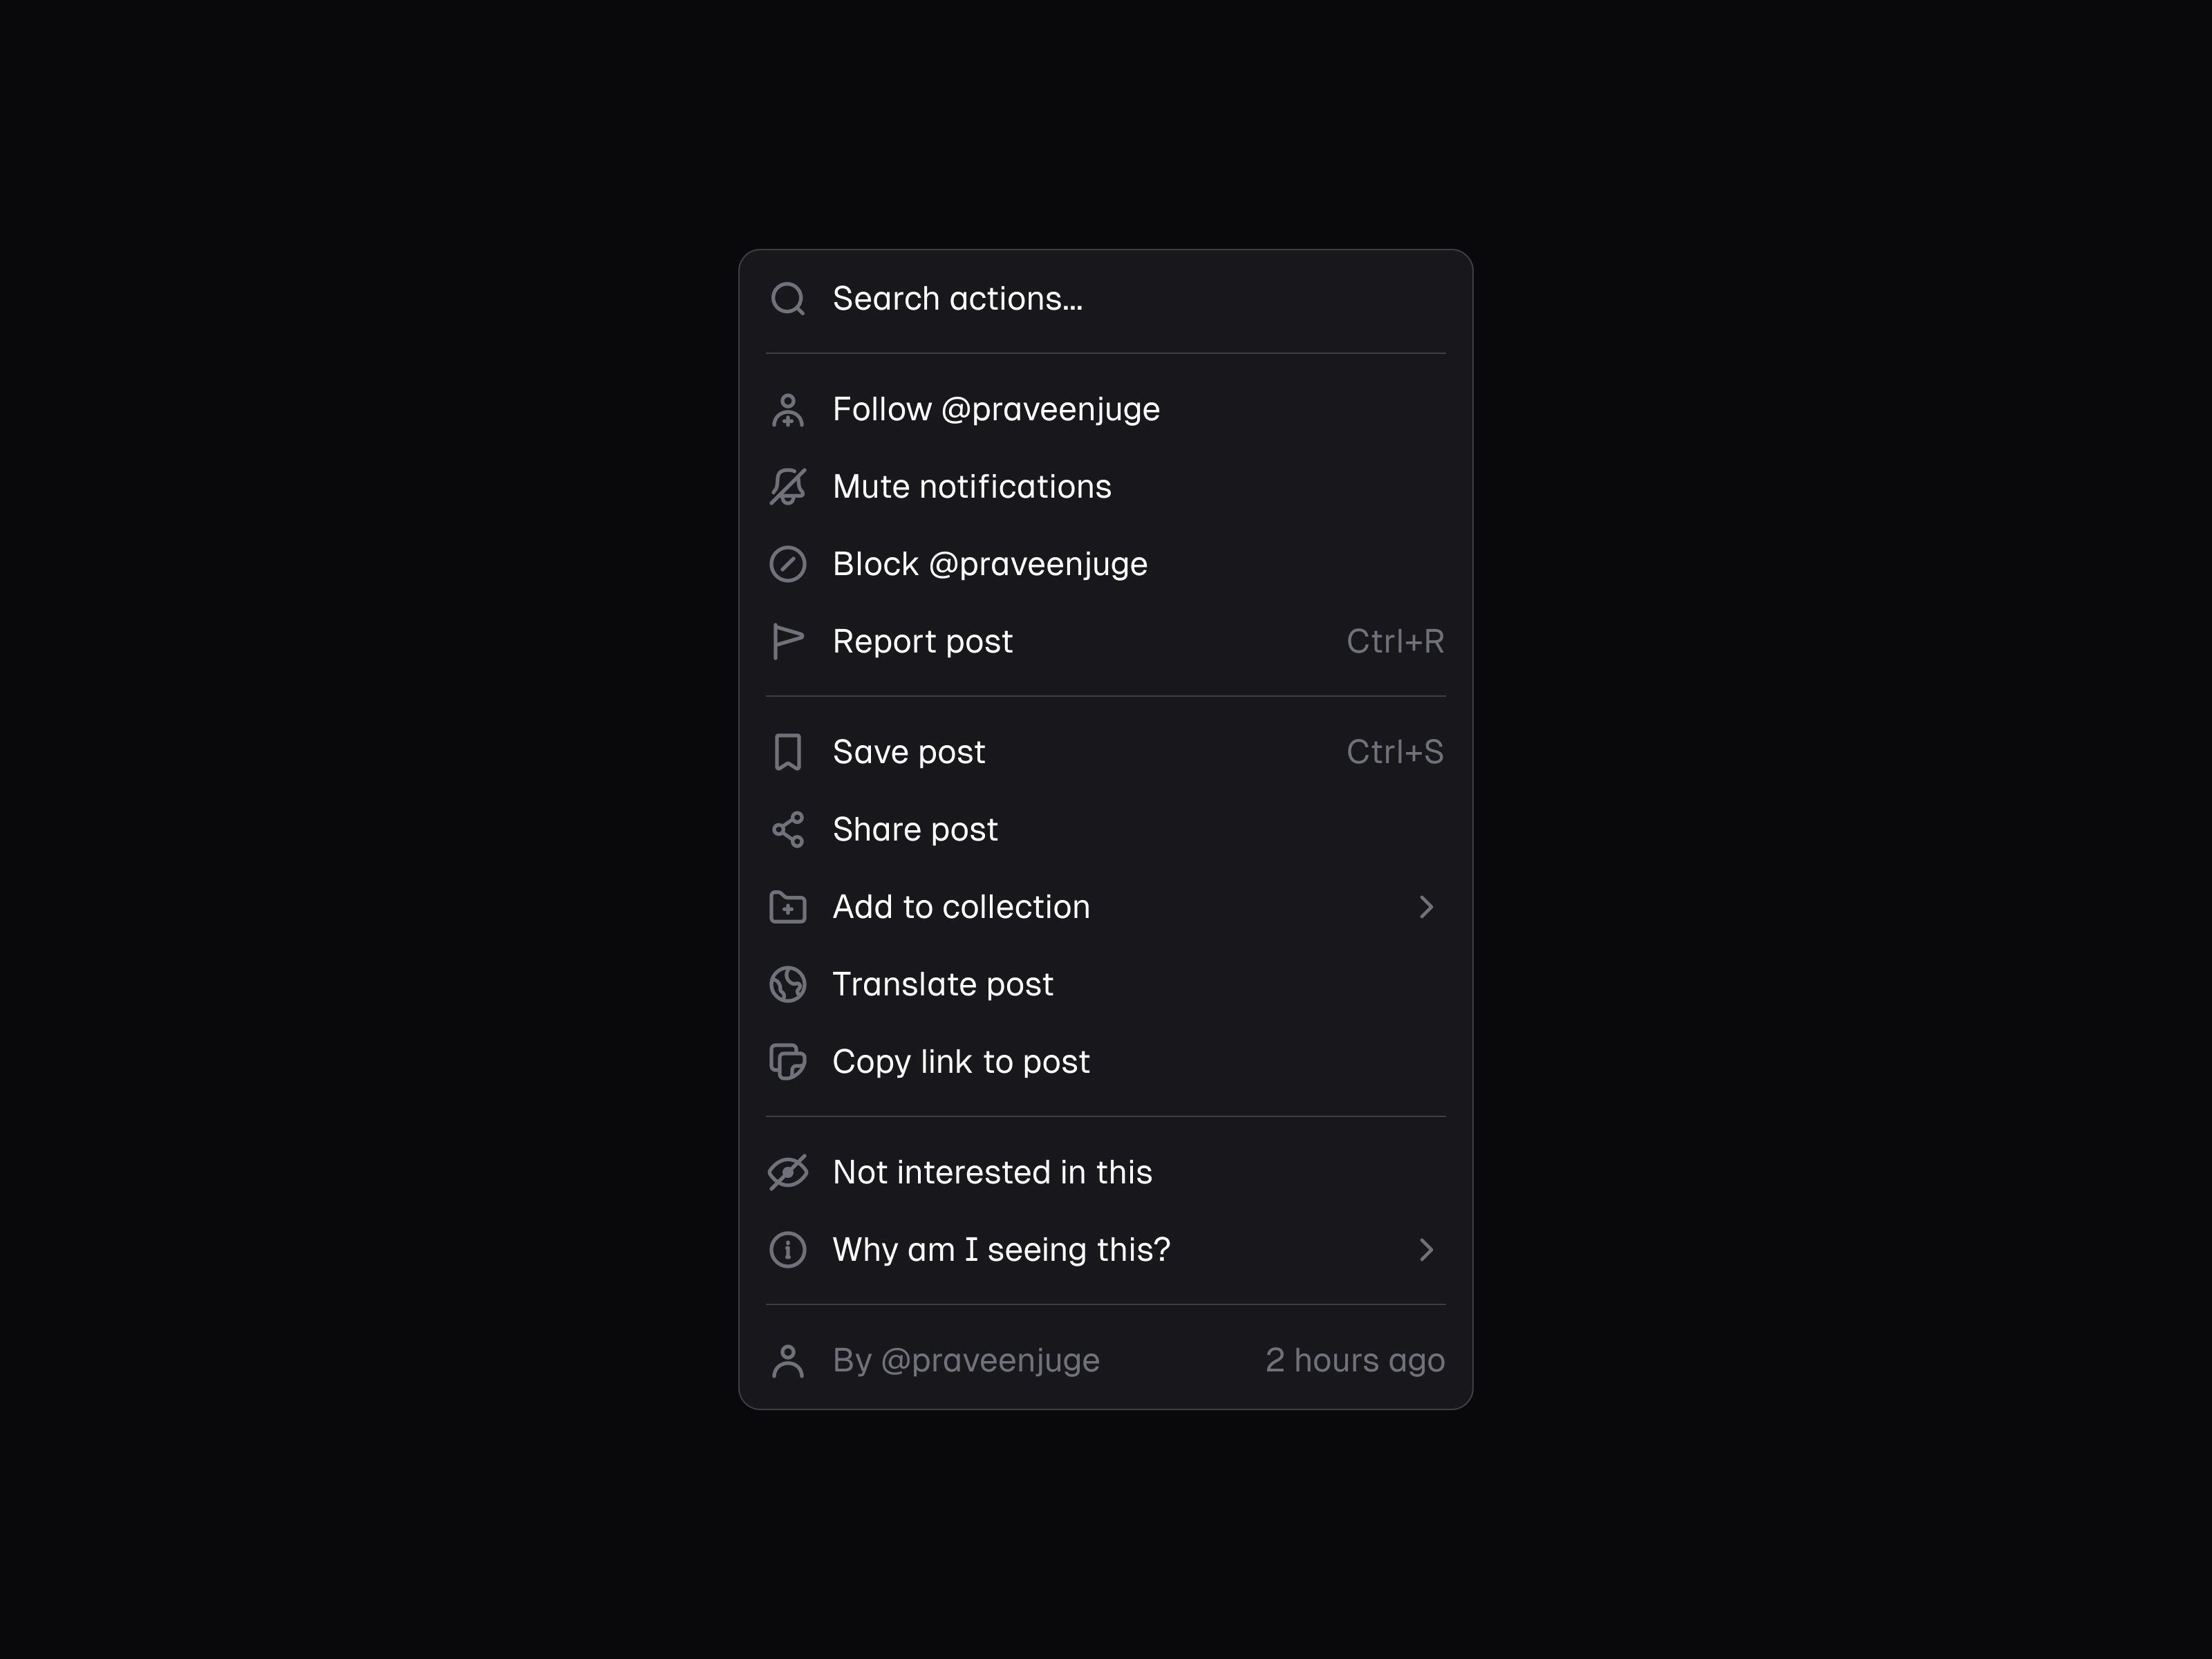 Search actions...
Follow @praveenjuge
Mute notifications
Block @praveenjuge
Report post Ctrl+R
Save post Ctrl+S
Share post
Add to collection
Translate post
Copy link to post
Not interested in this
Why am I seeing this?
By @praveenjuge 2 hours ago